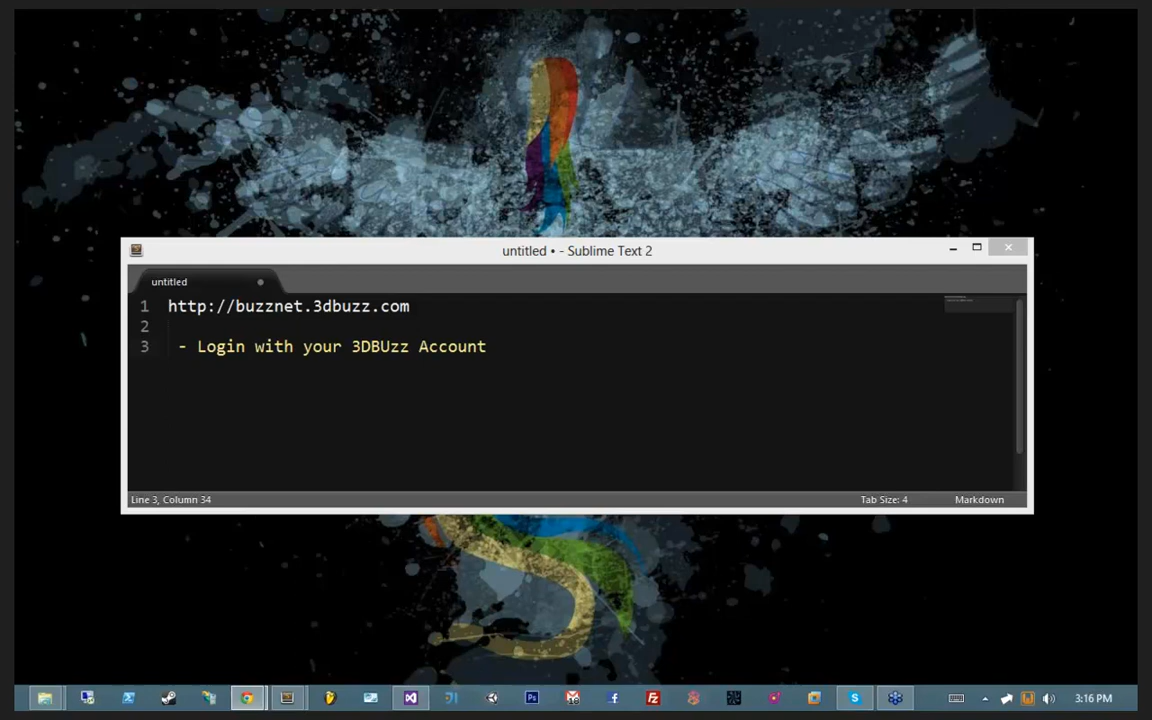 untitled • - Sublime Text 2
untitled
1 http://buzznet.3dbuzz.com
2
3 - Login with your 3DBUzz Account
Line 3, Column 34
Tab Size: 4
Markdown
Ps
3:16 PM